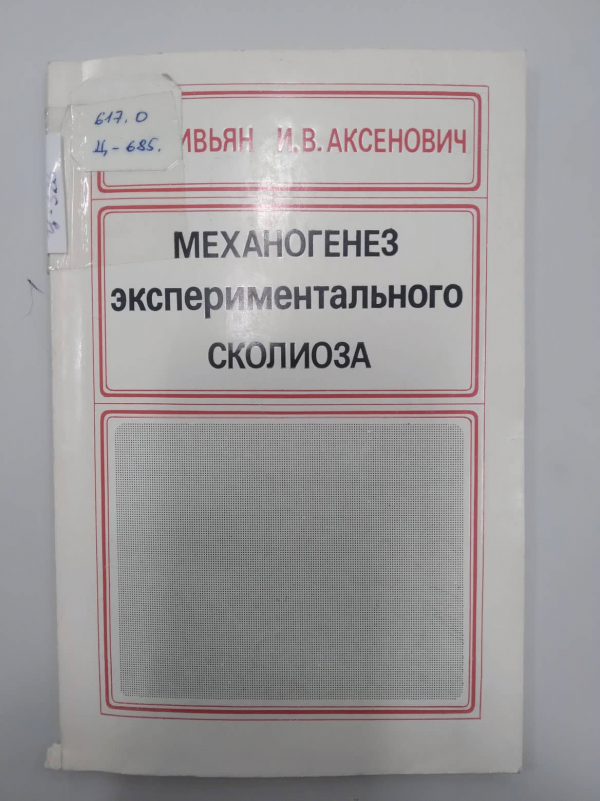 617.0
Ц-685.
ИВЬЯН И.В.АКСЕНОВИЧ
МЕХАНОГЕНЕЗ
экспериментального
СКОЛИОЗА